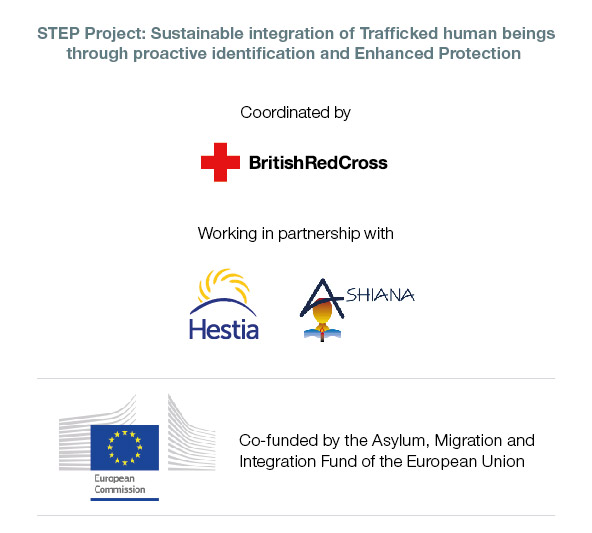 STEP Project: Sustainable integration of Trafficked human beings
through proactive identification and Enhanced Protection
Coordinated by
BritishRedCross
Working in partnership with
Hestia
ASHIANA
Co-funded by the Asylum, Migration and
Integration Fund of the European Union
European
Commission